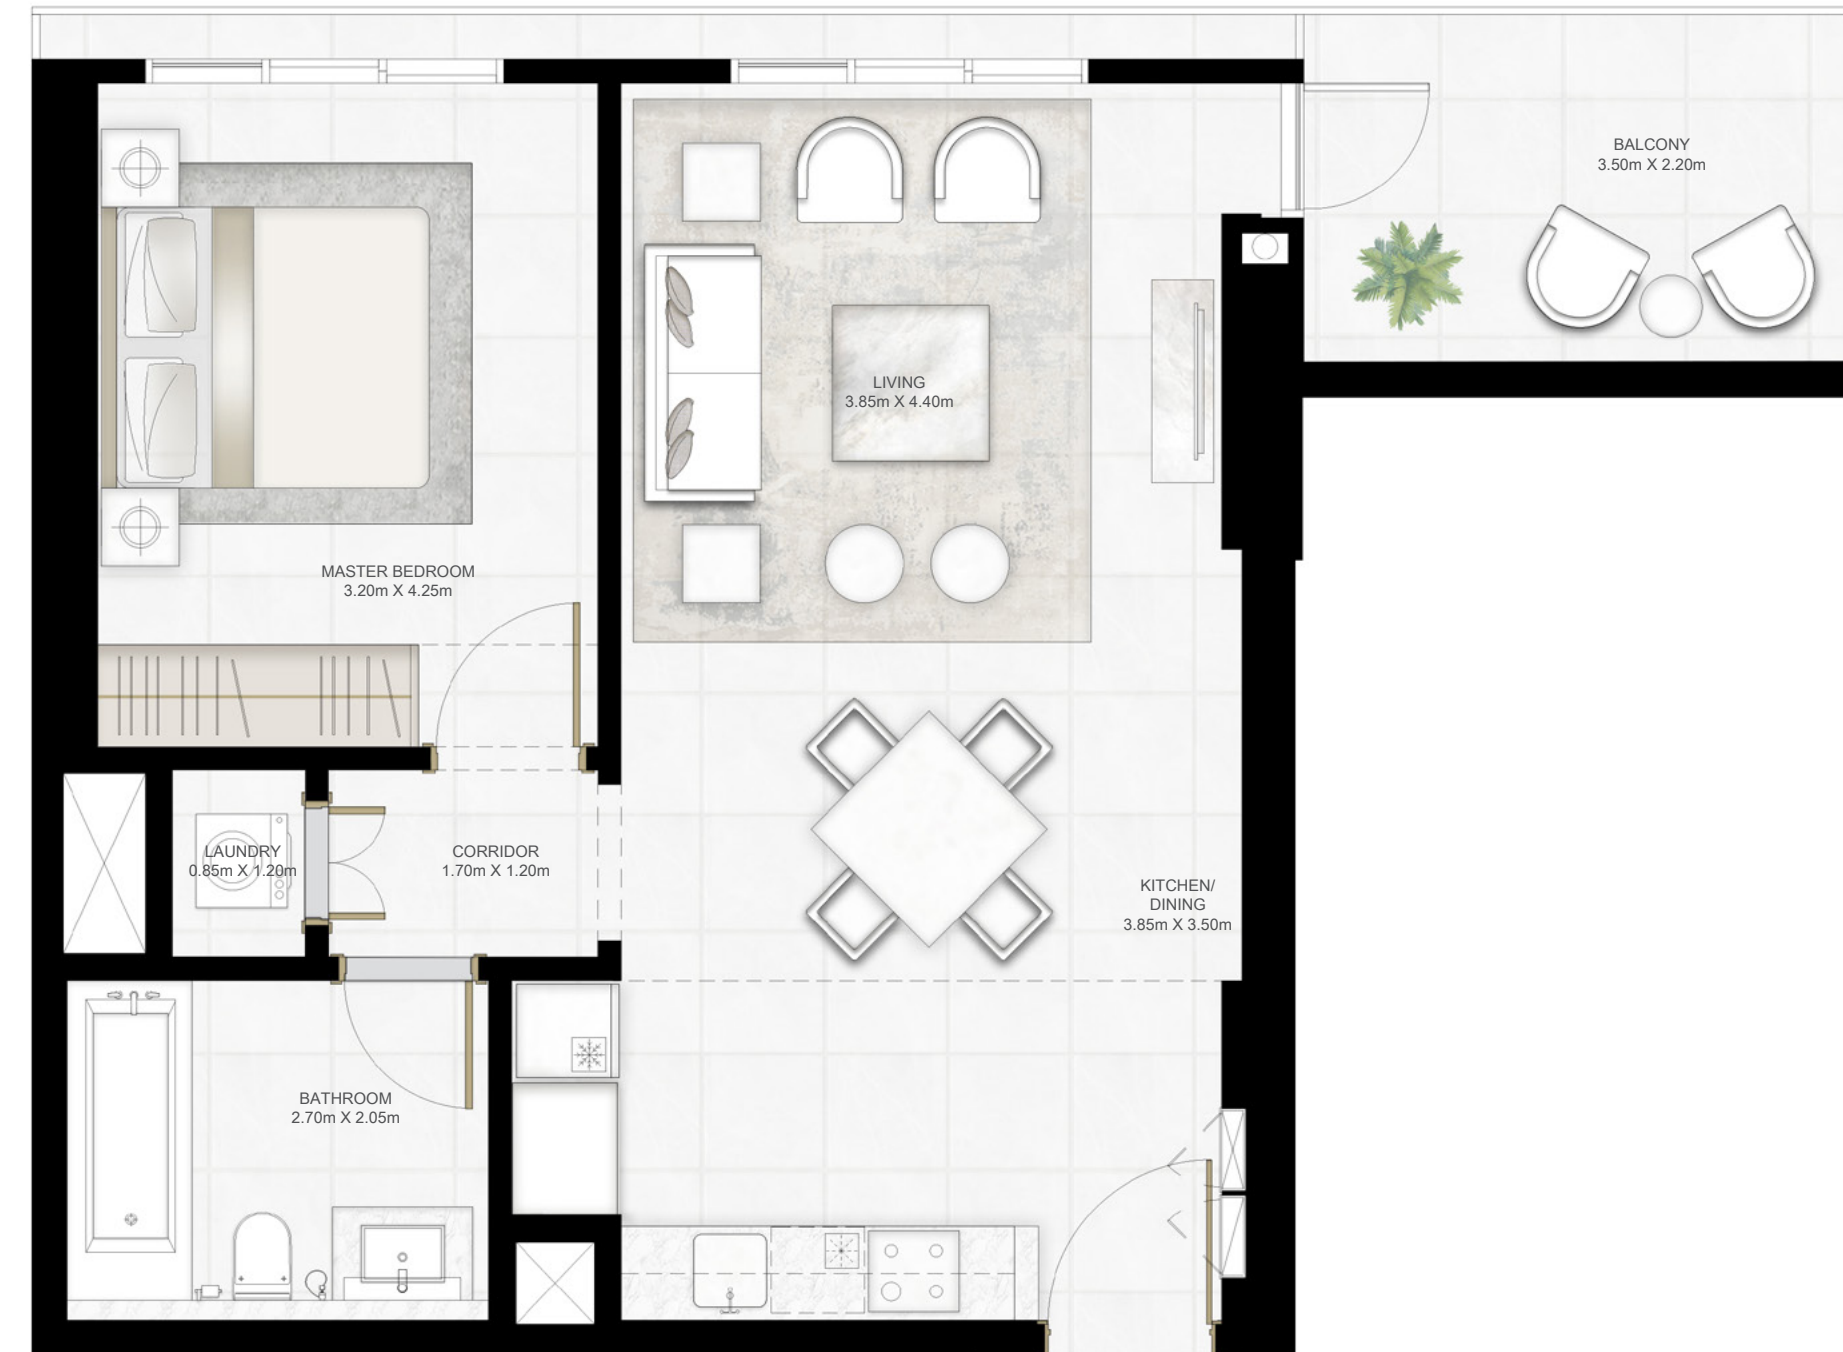 BALCONY
3.50m X 2.20m
LIVING
3.85m X 4.40m
MASTER BEDROOM
3.20m X 4.25m
LAUNDRY
0.85m X 1.20m
CORRIDOR
1.70m X 1.20m
KITCHEN/
DINING
3.85m X 3.50m
BATHROOM
2.70m X 2.05m